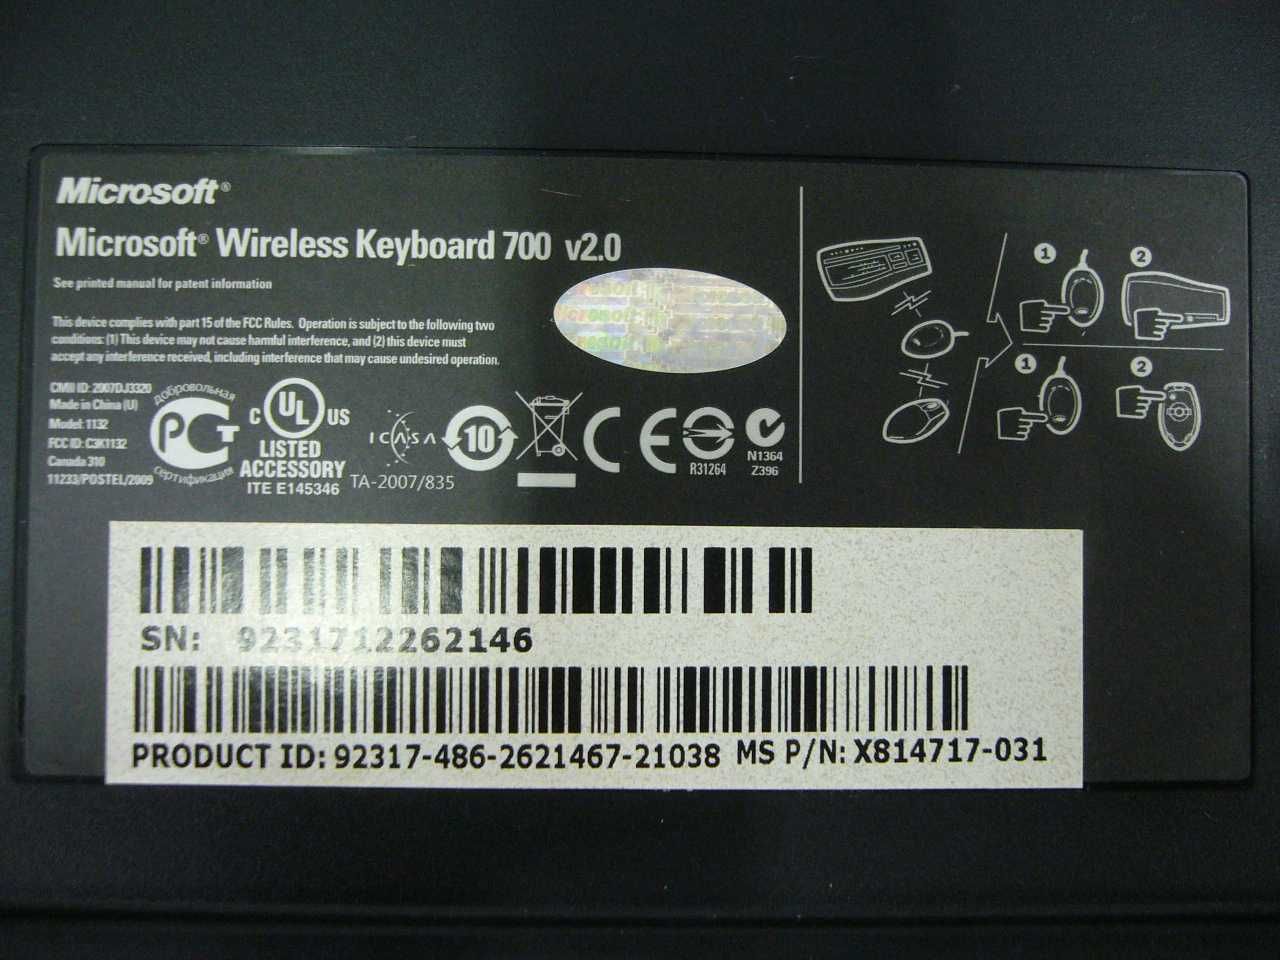 Microsoft®
Microsoft® Wireless Keyboard 700 v2.0
See printed manual for patent information
This device complies with part 15 of the FCC Rules. Operation is subject to the following two
conditions: (1) This device may not cause harmful interference, and (2) this device must
accept any interference received, including interference that may cause undesired operation.
CMII ID: 2007DJ3320
Made in China (U)
Model: 1132
FCC ID: C3K1132
Canada 310
11233/POSTEL/2009
добровольная
РСТ
сертификация
C UL US
LISTED
ACCESSORY
ITE E145346
ICASA
TA-2007/835
10
CE
R31264
N1364
Z396
1
2
1
2
SN: 9231712262146
PRODUCT ID: 92317-486-2621467-21038 MS P/N: X814717-031